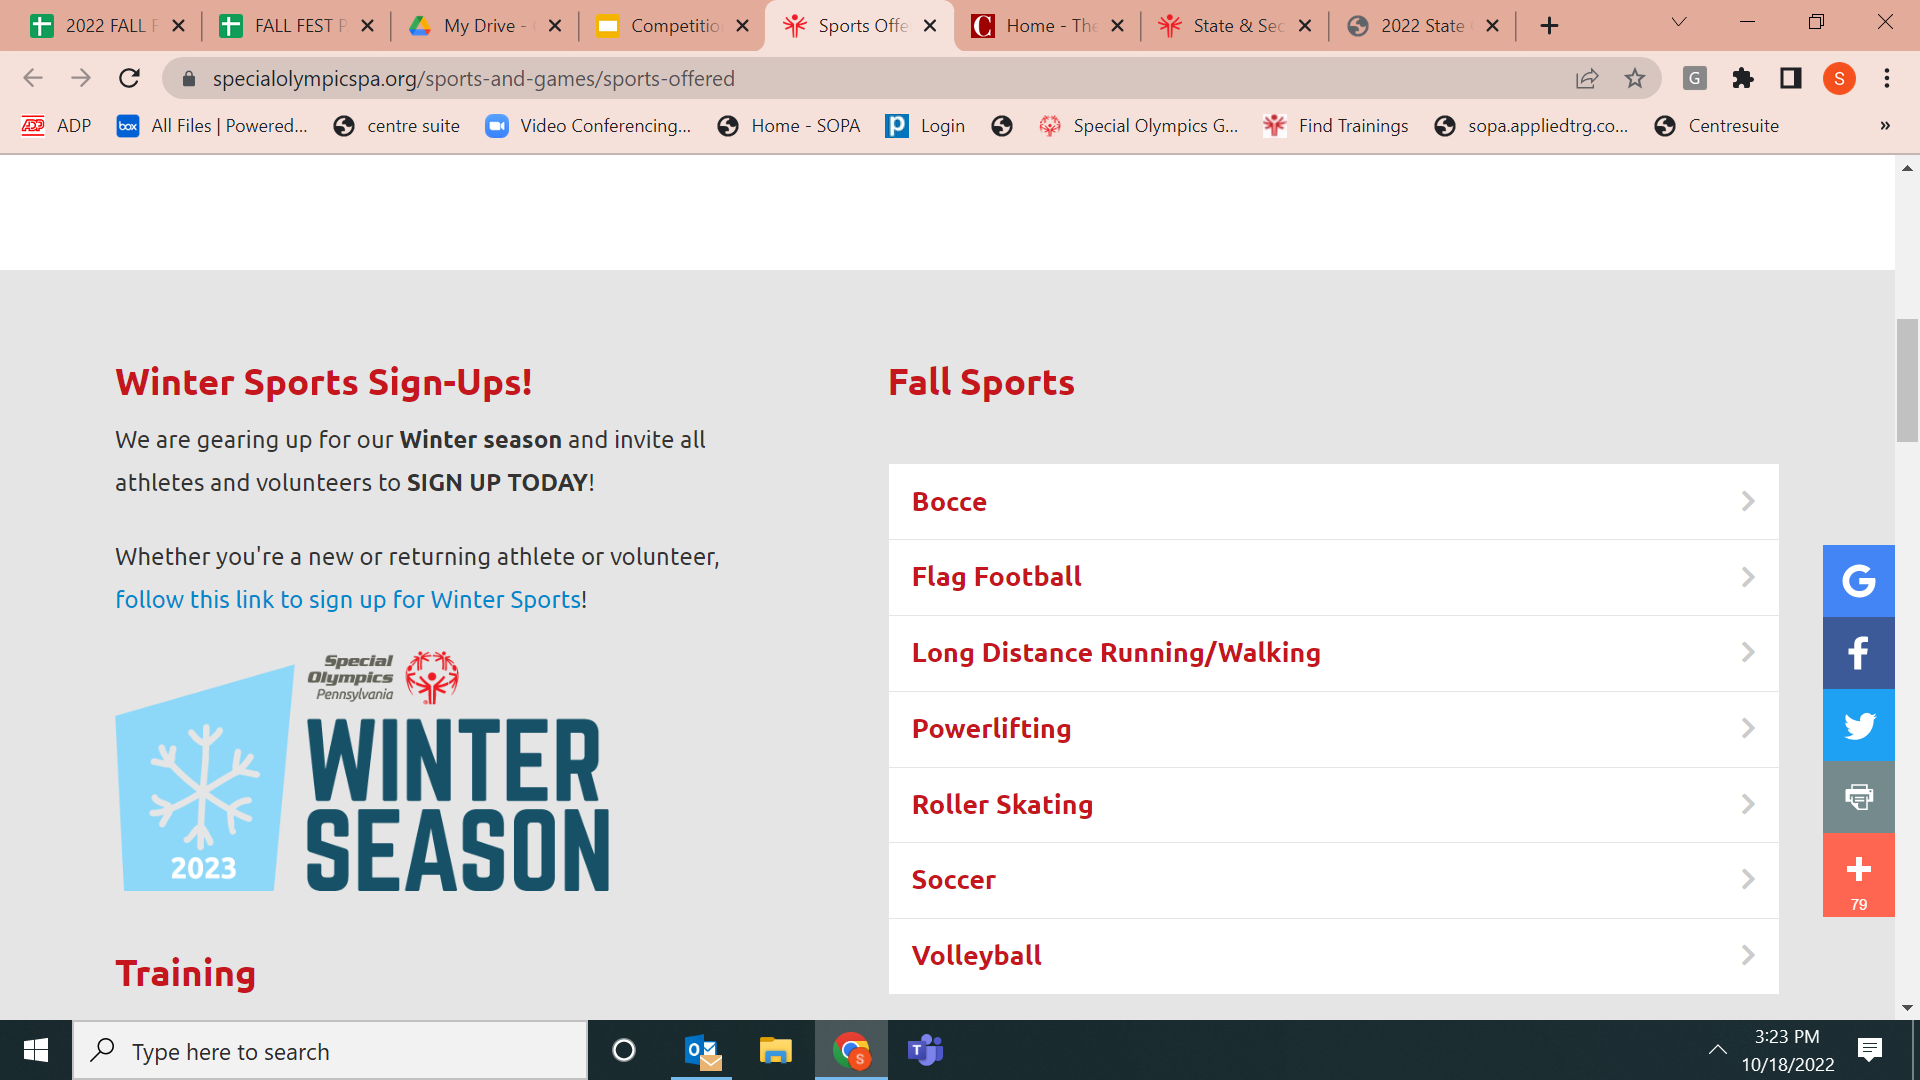 2022 FALL F
FALL FEST P
My Drive -
Competitio
Sports Offe
Home - The
State & Sec
2022 State
specialolympicspa.org/sports-and-games/sports-offered
G
S
ADP
All Files | Powered...
centre suite
Video Conferencing...
Home - SOPA
Login
Special Olympics G...
Find Trainings
sopa.appliedtrg.co...
Centresuite
»
Winter Sports Sign-Ups!
We are gearing up for our Winter season and invite all
athletes and volunteers to SIGN UP TODAY!
Whether you're a new or returning athlete or volunteer,
follow this link to sign up for Winter Sports!
Special
Olympics
Pennsylvania
WINTER
SEASON
2023
Training
Fall Sports
Bocce
Flag Football
Long Distance Running/Walking
Powerlifting
Roller Skating
Soccer
Volleyball
79
Type here to search
3:23 PM
10/18/2022